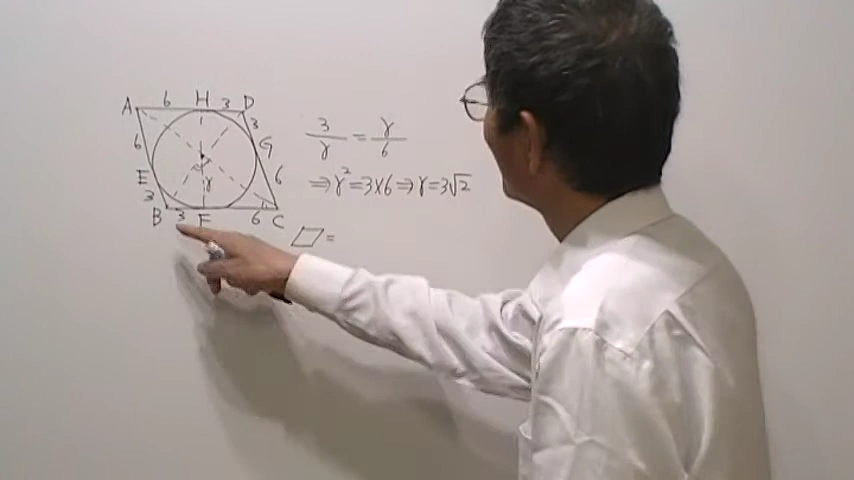 A 6 H 3 D
3
6 G
E r 6
3
B 3 F 6 C
3/r = r/6
⇒ r² = 3×6 ⇒ r = 3√2
▱ =